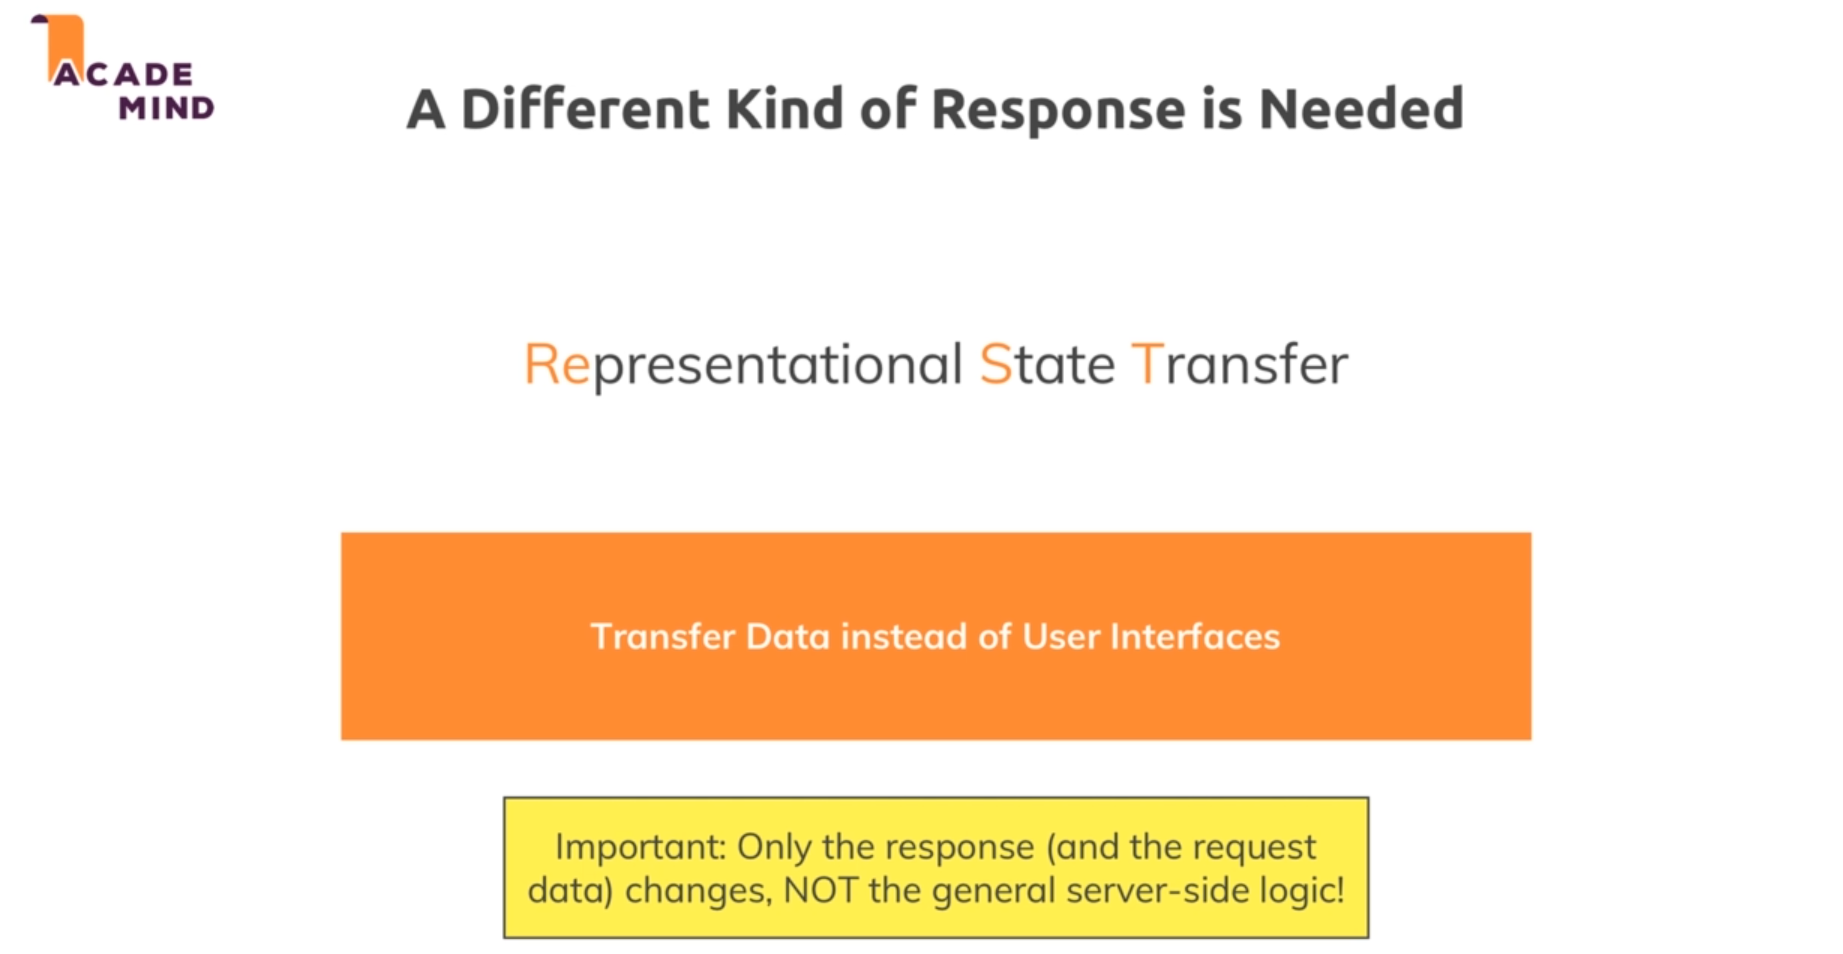 ACADE
MIND
A Different Kind of Response is Needed
Representational State Transfer
Transfer Data instead of User Interfaces
Important: Only the response (and the request
data) changes, NOT the general server-side logic!